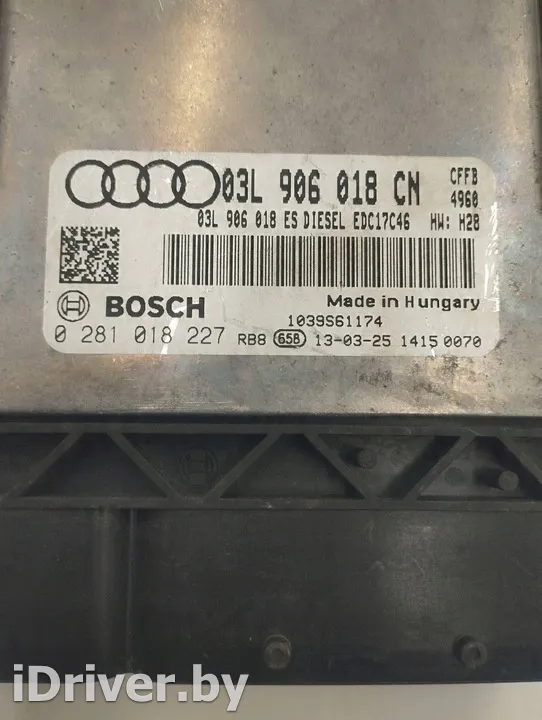 03L 906 018 CN CFFB
4960
03L 906 018 ES DIESEL EDC17C46 HW: H28
BOSCH Made in Hungary
1039S61174
0 281 018 227 RB8 658 13-03-25 1415 0070
iDriver.by